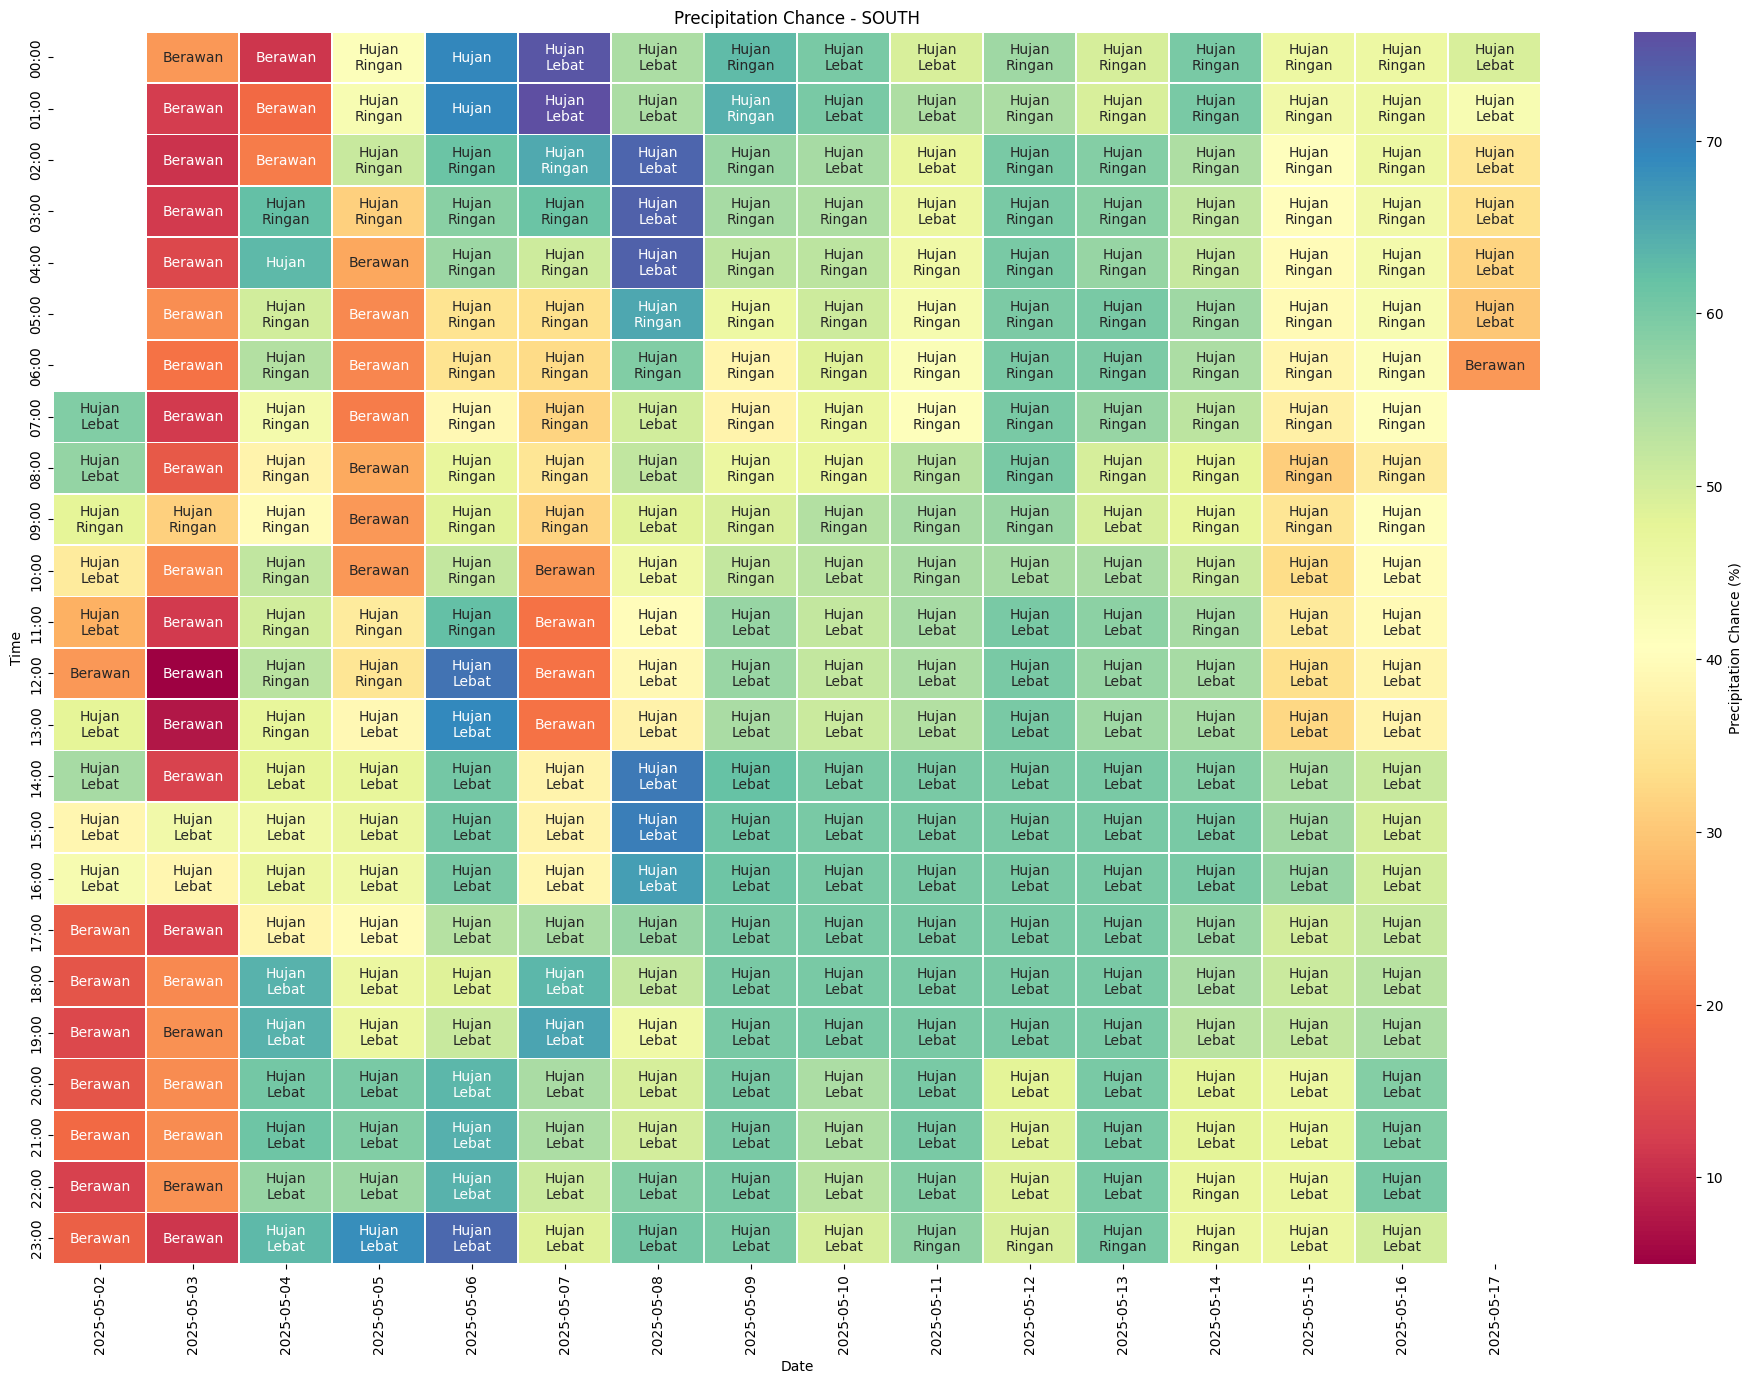 Precipitation Chance - SOUTH
00:00 Berawan Berawan Hujan Ringan Hujan Hujan Lebat Hujan Lebat Hujan Ringan Hujan Lebat Hujan Lebat Hujan Ringan Hujan Ringan Hujan Ringan Hujan Ringan Hujan Ringan Hujan Lebat
01:00 Berawan Berawan Hujan Ringan Hujan Hujan Lebat Hujan Lebat Hujan Ringan Hujan Lebat Hujan Lebat Hujan Ringan Hujan Ringan Hujan Ringan Hujan Ringan Hujan Ringan Hujan Lebat
02:00 Berawan Berawan Hujan Ringan Hujan Ringan Hujan Ringan Hujan Lebat Hujan Ringan Hujan Lebat Hujan Lebat Hujan Ringan Hujan Ringan Hujan Ringan Hujan Ringan Hujan Ringan Hujan Lebat
03:00 Berawan Hujan Ringan Hujan Ringan Hujan Ringan Hujan Ringan Hujan Lebat Hujan Ringan Hujan Ringan Hujan Lebat Hujan Ringan Hujan Ringan Hujan Ringan Hujan Ringan Hujan Ringan Hujan Lebat
04:00 Berawan Hujan Berawan Hujan Ringan Hujan Ringan Hujan Lebat Hujan Ringan Hujan Ringan Hujan Ringan Hujan Ringan Hujan Ringan Hujan Ringan Hujan Ringan Hujan Ringan Hujan Lebat
05:00 Berawan Hujan Ringan Berawan Hujan Ringan Hujan Ringan Hujan Ringan Hujan Ringan Hujan Ringan Hujan Ringan Hujan Ringan Hujan Ringan Hujan Ringan Hujan Ringan Hujan Ringan Hujan Lebat
06:00 Berawan Hujan Ringan Berawan Hujan Ringan Hujan Ringan Hujan Ringan Hujan Ringan Hujan Ringan Hujan Ringan Hujan Ringan Hujan Ringan Hujan Ringan Hujan Ringan Hujan Ringan Berawan
07:00 Hujan Lebat Berawan Hujan Ringan Berawan Hujan Ringan Hujan Ringan Hujan Lebat Hujan Ringan Hujan Ringan Hujan Ringan Hujan Ringan Hujan Ringan Hujan Ringan Hujan Ringan Hujan Ringan
08:00 Hujan Lebat Berawan Hujan Ringan Berawan Hujan Ringan Hujan Ringan Hujan Lebat Hujan Ringan Hujan Ringan Hujan Ringan Hujan Ringan Hujan Ringan Hujan Ringan Hujan Ringan Hujan Ringan
09:00 Hujan Ringan Hujan Ringan Hujan Ringan Berawan Hujan Ringan Hujan Ringan Hujan Lebat Hujan Ringan Hujan Ringan Hujan Ringan Hujan Ringan Hujan Lebat Hujan Ringan Hujan Ringan Hujan Ringan
10:00 Hujan Lebat Berawan Hujan Ringan Berawan Hujan Ringan Berawan Hujan Lebat Hujan Ringan Hujan Lebat Hujan Ringan Hujan Lebat Hujan Lebat Hujan Ringan Hujan Lebat Hujan Lebat
11:00 Hujan Lebat Berawan Hujan Ringan Hujan Ringan Hujan Ringan Berawan Hujan Lebat Hujan Lebat Hujan Lebat Hujan Lebat Hujan Lebat Hujan Lebat Hujan Ringan Hujan Lebat Hujan Lebat
12:00 Berawan Berawan Hujan Ringan Hujan Ringan Hujan Lebat Berawan Hujan Lebat Hujan Lebat Hujan Lebat Hujan Lebat Hujan Lebat Hujan Lebat Hujan Lebat Hujan Lebat Hujan Lebat
13:00 Hujan Lebat Berawan Hujan Ringan Hujan Lebat Hujan Lebat Berawan Hujan Lebat Hujan Lebat Hujan Lebat Hujan Lebat Hujan Lebat Hujan Lebat Hujan Lebat Hujan Lebat Hujan Lebat
14:00 Hujan Lebat Berawan Hujan Lebat Hujan Lebat Hujan Lebat Hujan Lebat Hujan Lebat Hujan Lebat Hujan Lebat Hujan Lebat Hujan Lebat Hujan Lebat Hujan Lebat Hujan Lebat Hujan Lebat
15:00 Hujan Lebat Hujan Lebat Hujan Lebat Hujan Lebat Hujan Lebat Hujan Lebat Hujan Lebat Hujan Lebat Hujan Lebat Hujan Lebat Hujan Lebat Hujan Lebat Hujan Lebat Hujan Lebat Hujan Lebat
16:00 Hujan Lebat Hujan Lebat Hujan Lebat Hujan Lebat Hujan Lebat Hujan Lebat Hujan Lebat Hujan Lebat Hujan Lebat Hujan Lebat Hujan Lebat Hujan Lebat Hujan Lebat Hujan Lebat Hujan Lebat
17:00 Berawan Berawan Hujan Lebat Hujan Lebat Hujan Lebat Hujan Lebat Hujan Lebat Hujan Lebat Hujan Lebat Hujan Lebat Hujan Lebat Hujan Lebat Hujan Lebat Hujan Lebat Hujan Lebat
18:00 Berawan Berawan Hujan Lebat Hujan Lebat Hujan Lebat Hujan Lebat Hujan Lebat Hujan Lebat Hujan Lebat Hujan Lebat Hujan Lebat Hujan Lebat Hujan Lebat Hujan Lebat Hujan Lebat
19:00 Berawan Berawan Hujan Lebat Hujan Lebat Hujan Lebat Hujan Lebat Hujan Lebat Hujan Lebat Hujan Lebat Hujan Lebat Hujan Lebat Hujan Lebat Hujan Lebat Hujan Lebat Hujan Lebat
20:00 Berawan Berawan Hujan Lebat Hujan Lebat Hujan Lebat Hujan Lebat Hujan Lebat Hujan Lebat Hujan Lebat Hujan Lebat Hujan Lebat Hujan Lebat Hujan Lebat Hujan Lebat Hujan Lebat
21:00 Berawan Berawan Hujan Lebat Hujan Lebat Hujan Lebat Hujan Lebat Hujan Lebat Hujan Lebat Hujan Lebat Hujan Lebat Hujan Lebat Hujan Lebat Hujan Lebat Hujan Lebat Hujan Lebat
22:00 Berawan Berawan Hujan Lebat Hujan Lebat Hujan Lebat Hujan Lebat Hujan Lebat Hujan Lebat Hujan Lebat Hujan Lebat Hujan Lebat Hujan Lebat Hujan Ringan Hujan Lebat Hujan Lebat
23:00 Berawan Berawan Hujan Lebat Hujan Lebat Hujan Lebat Hujan Lebat Hujan Lebat Hujan Lebat Hujan Lebat Hujan Ringan Hujan Ringan Hujan Ringan Hujan Ringan Hujan Lebat Hujan Lebat
2025-05-02 2025-05-03 2025-05-04 2025-05-05 2025-05-06 2025-05-07 2025-05-08 2025-05-09 2025-05-10 2025-05-11 2025-05-12 2025-05-13 2025-05-14 2025-05-15 2025-05-16 2025-05-17
Date
Time
70
60
50
40
30
20
10
Precipitation Chance (%)